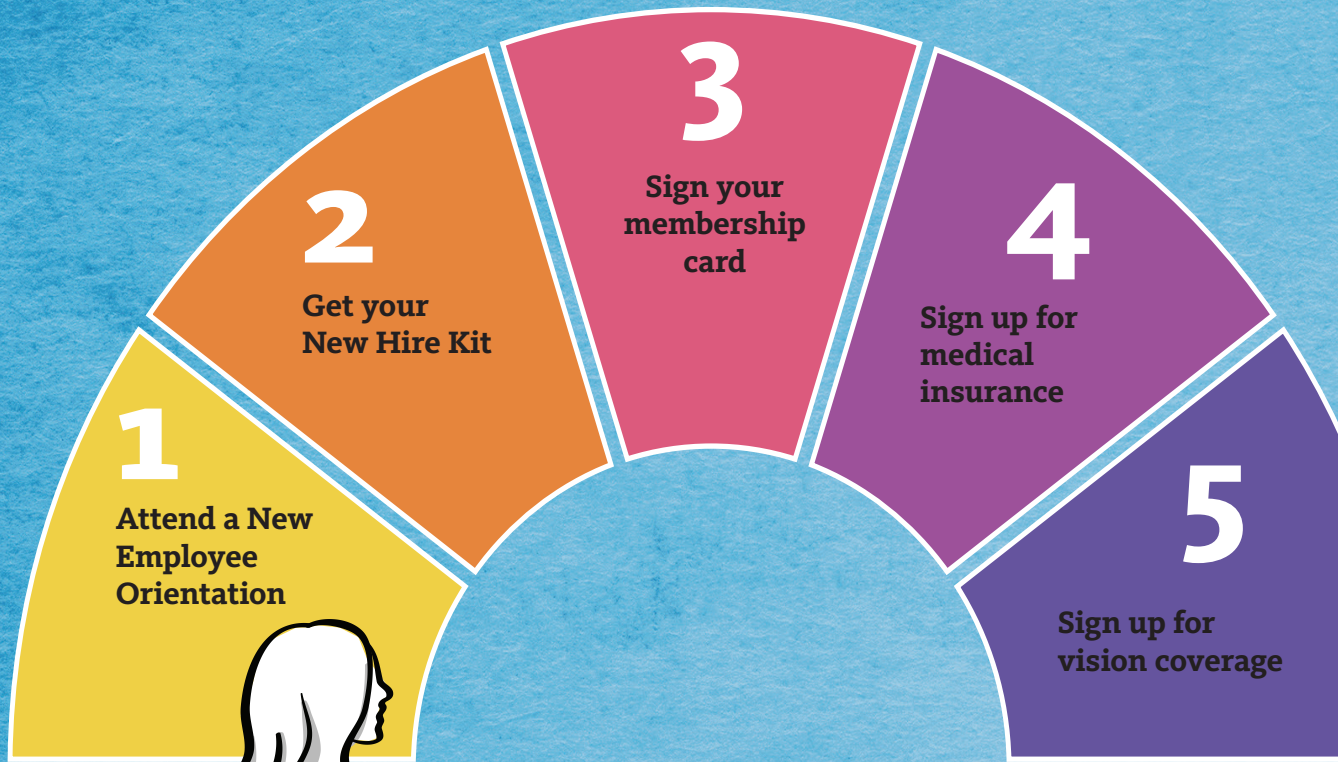 1
Attend a New
Employee
Orientation
2
Get your
New Hire Kit
3
Sign your
membership
card
4
Sign up for
medical
insurance
5
Sign up for
vision coverage